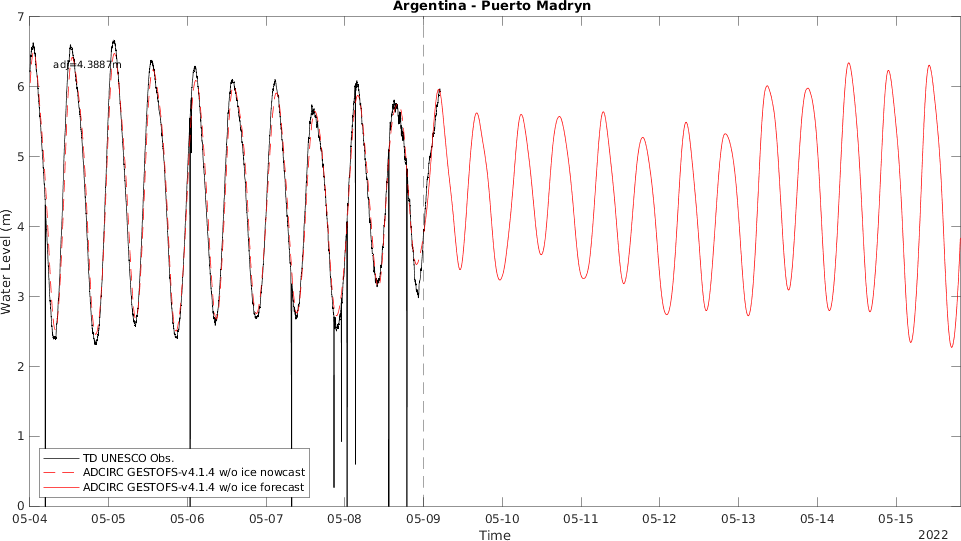 Argentina - Puerto Madryn
adj=4.3887m
Water Level (m)
7
6
5
4
3
2
1
0
TD UNESCO Obs.
ADCIRC GESTOFS-v4.1.4 w/o ice nowcast
ADCIRC GESTOFS-v4.1.4 w/o ice forecast
05-04 05-05 05-06 05-07 05-08 05-09 05-10 05-11 05-12 05-13 05-14 05-15
Time
2022